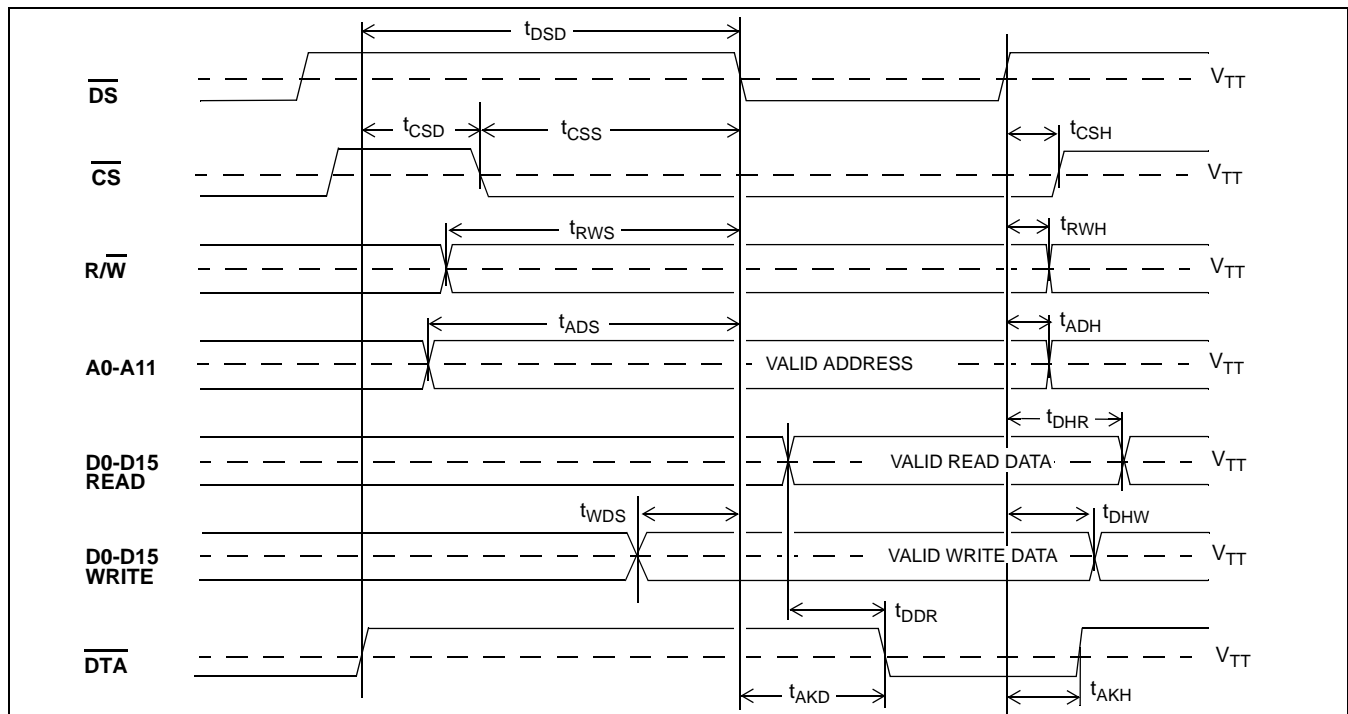 tDSD
DS VTT
tCSD tCSS tCSH
CS VTT
tRWS tRWH
R/W VTT
tADS tADH
A0-A11 VALID ADDRESS VTT
tDHR
D0-D15 VALID READ DATA VTT
READ
tWDS tDHW
D0-D15 VALID WRITE DATA VTT
WRITE
tDDR
DTA VTT
tAKD tAKH